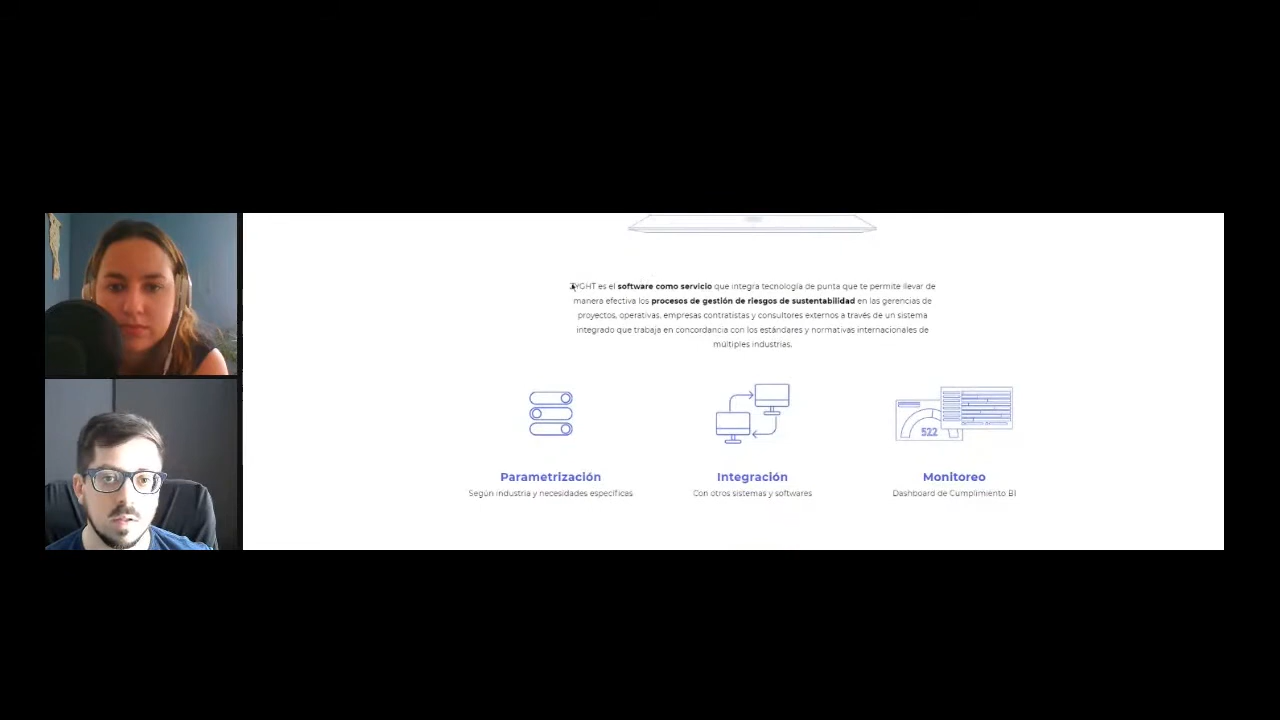 ZYGHT es el software como servicio que integra tecnología de punta que te permite llevar de
manera efectiva los procesos de gestión de riesgos de sustentabilidad en las gerencias de
proyectos, operativas, empresas contratistas y consultores externos a través de un sistema
integrado que trabaja en concordancia con los estándares y normativas internacionales de
múltiples industrias.
522
Parametrización
Según industria y necesidades específicas
Integración
Con otros sistemas y softwares
Monitoreo
Dashboard de Cumplimiento BI